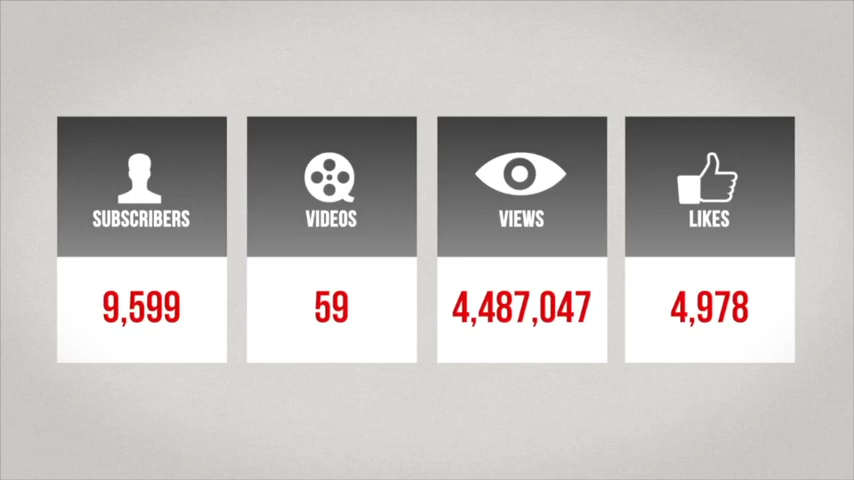 SUBSCRIBERS
9,599
VIDEOS
59
VIEWS
4,487,047
LIKES
4,978